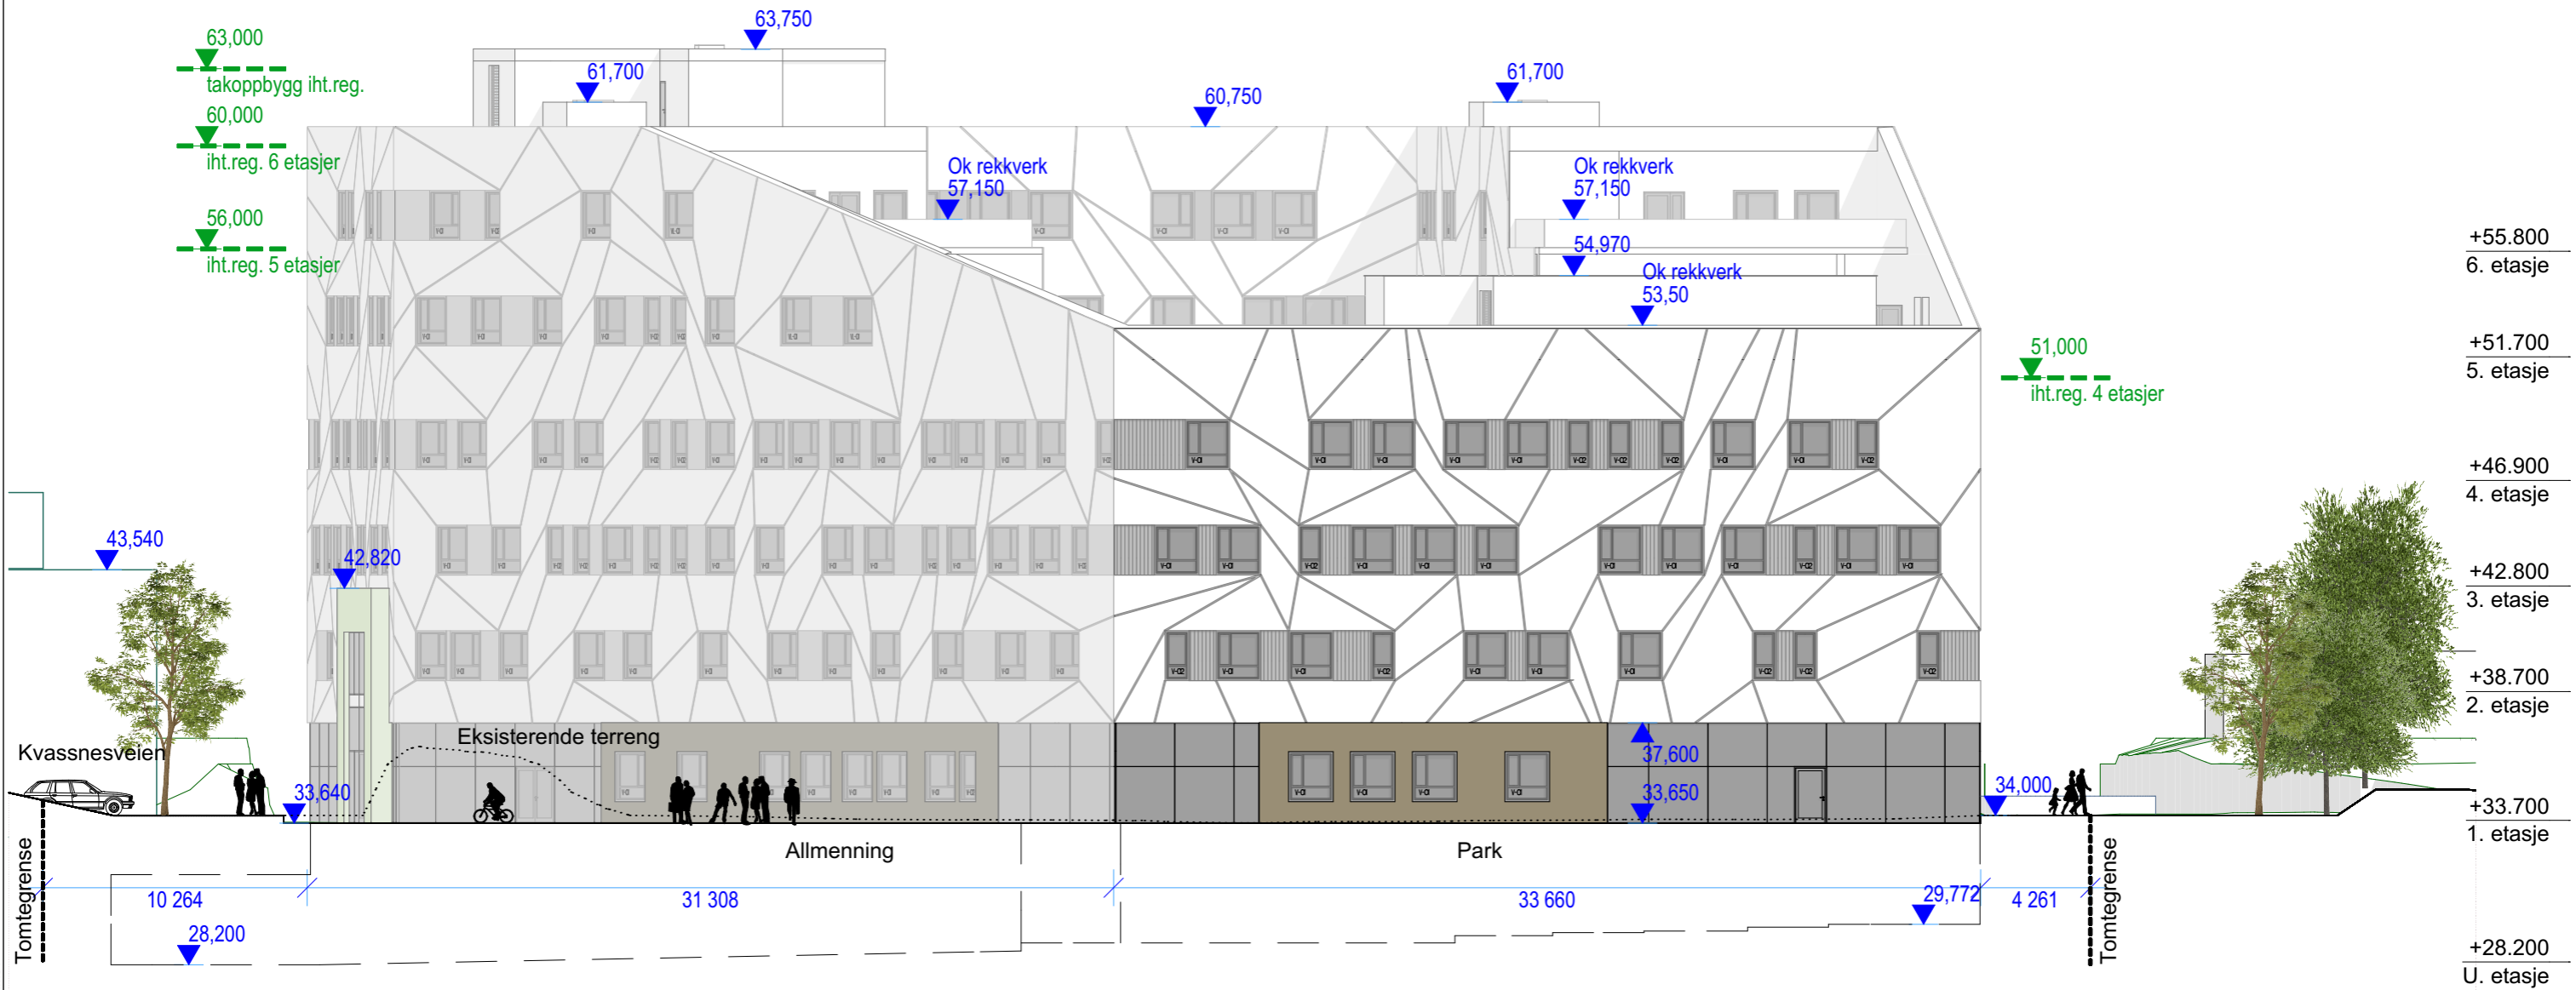 63,750
63,000
takoppbygg iht.reg.
61,700
61,700
60,750
60,000
iht.reg. 6 etasjer
Ok rekkverk
57,150
Ok rekkverk
57,150
56,000
iht.reg. 5 etasjer
54,970
Ok rekkverk
53,50
+55.800
6. etasje
51,000
iht.reg. 4 etasjer
+51.700
5. etasje
+46.900
4. etasje
43,540
42,820
+42.800
3. etasje
+38.700
2. etasje
Kvassnesveien
Eksisterende terreng
37,600
33,640
33,650
34,000
+33.700
1. etasje
Allmenning
Park
Tomtegrense
Tomtegrense
10 264
31 308
33 660
29,772
4 261
28,200
+28.200
U. etasje